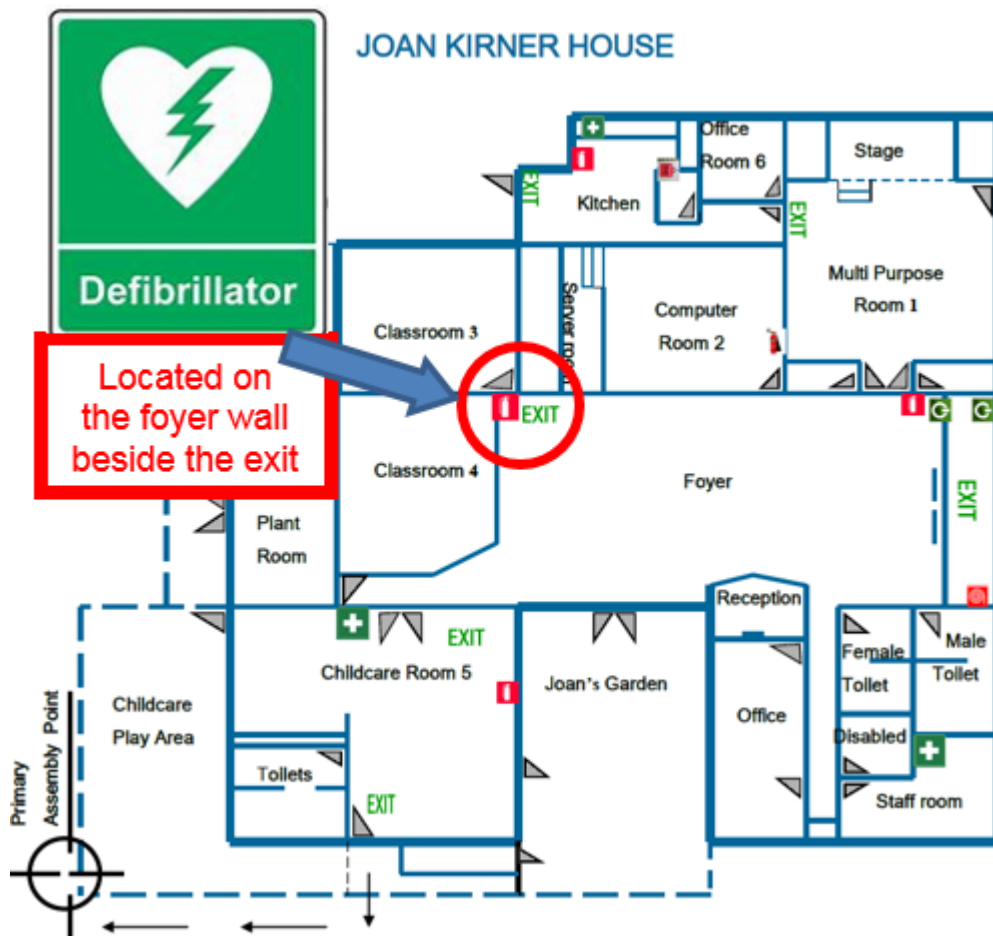 JOAN KIRNER HOUSE
Defibrillator
Located on
the foyer wall
beside the exit
Office
Room 6
Stage
Kitchen
EXIT
EXIT
Multi Purpose
Room 1
Classroom 3
Server room
Computer
Room 2
EXIT
Classroom 4
Foyer
EXIT
Plant
Room
Reception
Female
Toilet
Male
Toilet
EXIT
Childcare Room 5
Joan's Garden
Childcare
Play Area
Office
Disabled
Toilets
EXIT
Staff room
Primary
Assembly Point